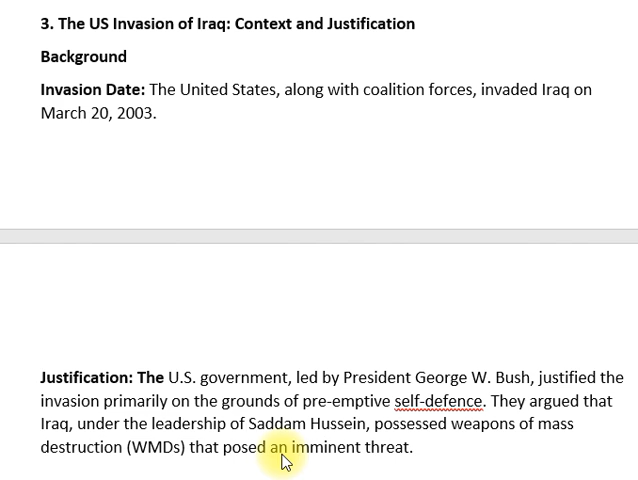 3. The US Invasion of Iraq: Context and Justification
Background
Invasion Date: The United States, along with coalition forces, invaded Iraq on
March 20, 2003.
Justification: The U.S. government, led by President George W. Bush, justified the
invasion primarily on the grounds of pre-emptive self-defence. They argued that
Iraq, under the leadership of Saddam Hussein, possessed weapons of mass
destruction (WMDs) that posed an imminent threat.